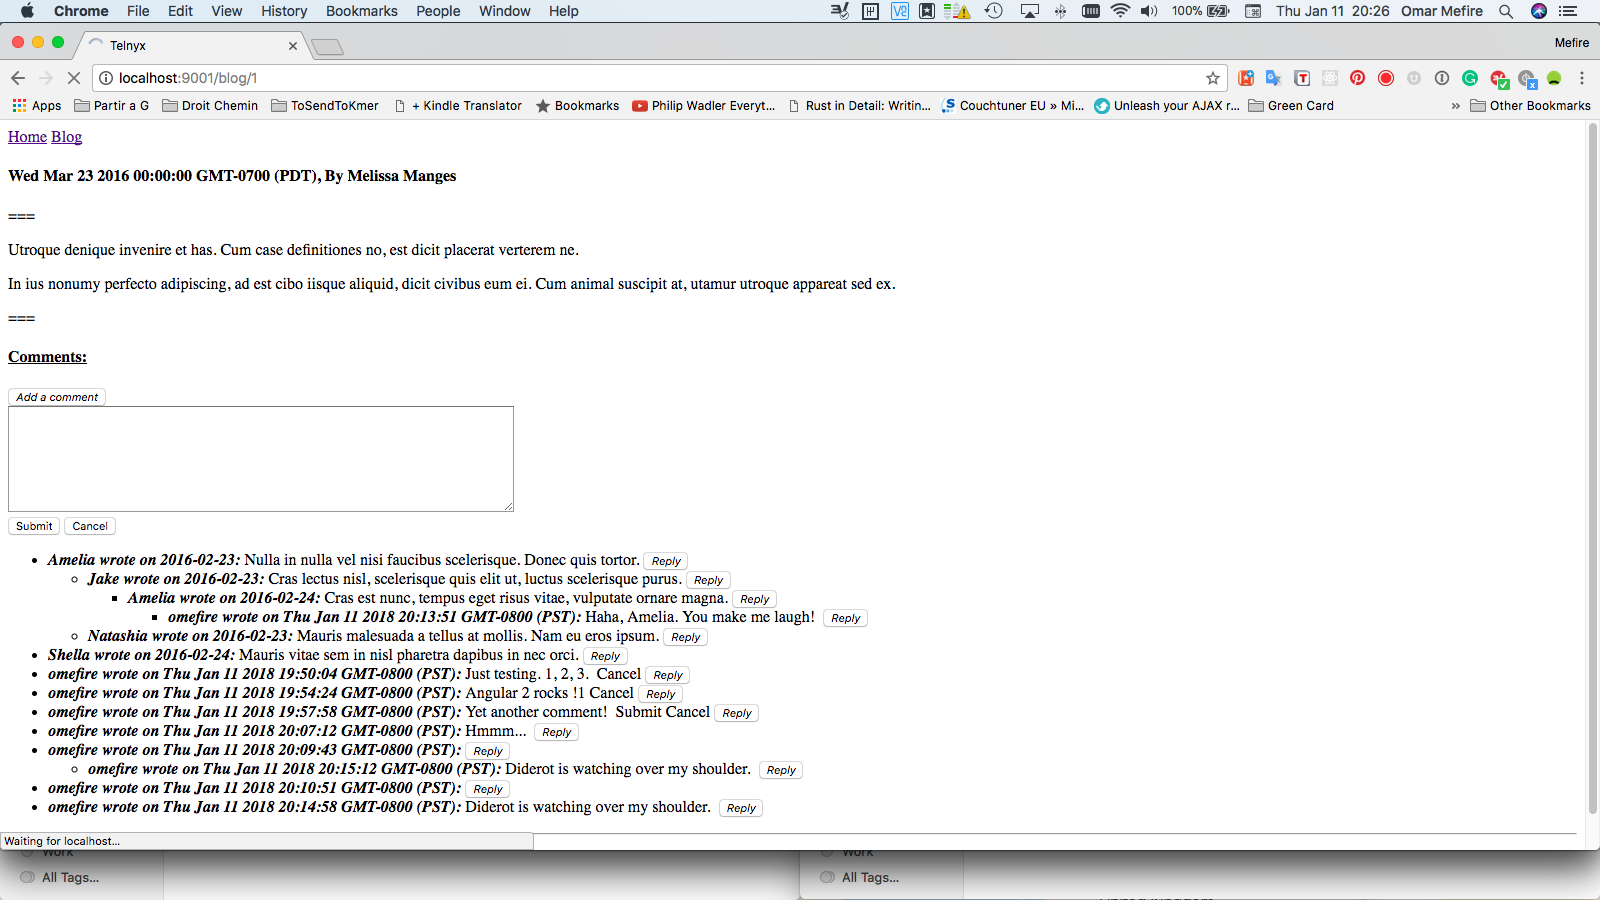 Chrome File Edit View History Bookmarks People Window Help 100% Thu Jan 11 20:26 Omar Mefire
Telnyx Mefire
localhost:9001/blog/1
Apps Partir a G Droit Chemin ToSendToKmer + Kindle Translator Bookmarks Philip Wadler Everyt... Rust in Detail: Writin... Couchtuner EU » Mi... Unleash your AJAX r... Green Card » Other Bookmarks
Home Blog
Wed Mar 23 2016 00:00:00 GMT-0700 (PDT), By Melissa Manges
===
Utroque denique invenire et has. Cum case definitiones no, est dicit placerat verterem ne.
In ius nonumy perfecto adipiscing, ad est cibo iisque aliquid, dicit civibus eum ei. Cum animal suscipit at, utamur utroque appareat sed ex.
===
Comments:
Add a comment
Submit Cancel
Amelia wrote on 2016-02-23: Nulla in nulla vel nisi faucibus scelerisque. Donec quis tortor. Reply
Jake wrote on 2016-02-23: Cras lectus nisl, scelerisque quis elit ut, luctus scelerisque purus. Reply
Amelia wrote on 2016-02-24: Cras est nunc, tempus eget risus vitae, vulputate ornare magna. Reply
omefire wrote on Thu Jan 11 2018 20:13:51 GMT-0800 (PST): Haha, Amelia. You make me laugh! Reply
Natashia wrote on 2016-02-23: Mauris malesuada a tellus at mollis. Nam eu eros ipsum. Reply
Shella wrote on 2016-02-24: Mauris vitae sem in nisl pharetra dapibus in nec orci. Reply
omefire wrote on Thu Jan 11 2018 19:50:04 GMT-0800 (PST): Just testing. 1, 2, 3. Cancel Reply
omefire wrote on Thu Jan 11 2018 19:54:24 GMT-0800 (PST): Angular 2 rocks !1 Cancel Reply
omefire wrote on Thu Jan 11 2018 19:57:58 GMT-0800 (PST): Yet another comment! Submit Cancel Reply
omefire wrote on Thu Jan 11 2018 20:07:12 GMT-0800 (PST): Hmmm... Reply
omefire wrote on Thu Jan 11 2018 20:09:43 GMT-0800 (PST): Reply
omefire wrote on Thu Jan 11 2018 20:15:12 GMT-0800 (PST): Diderot is watching over my shoulder. Reply
omefire wrote on Thu Jan 11 2018 20:10:51 GMT-0800 (PST): Reply
omefire wrote on Thu Jan 11 2018 20:14:58 GMT-0800 (PST): Diderot is watching over my shoulder. Reply
Waiting for localhost...
Work Work
All Tags... All Tags...